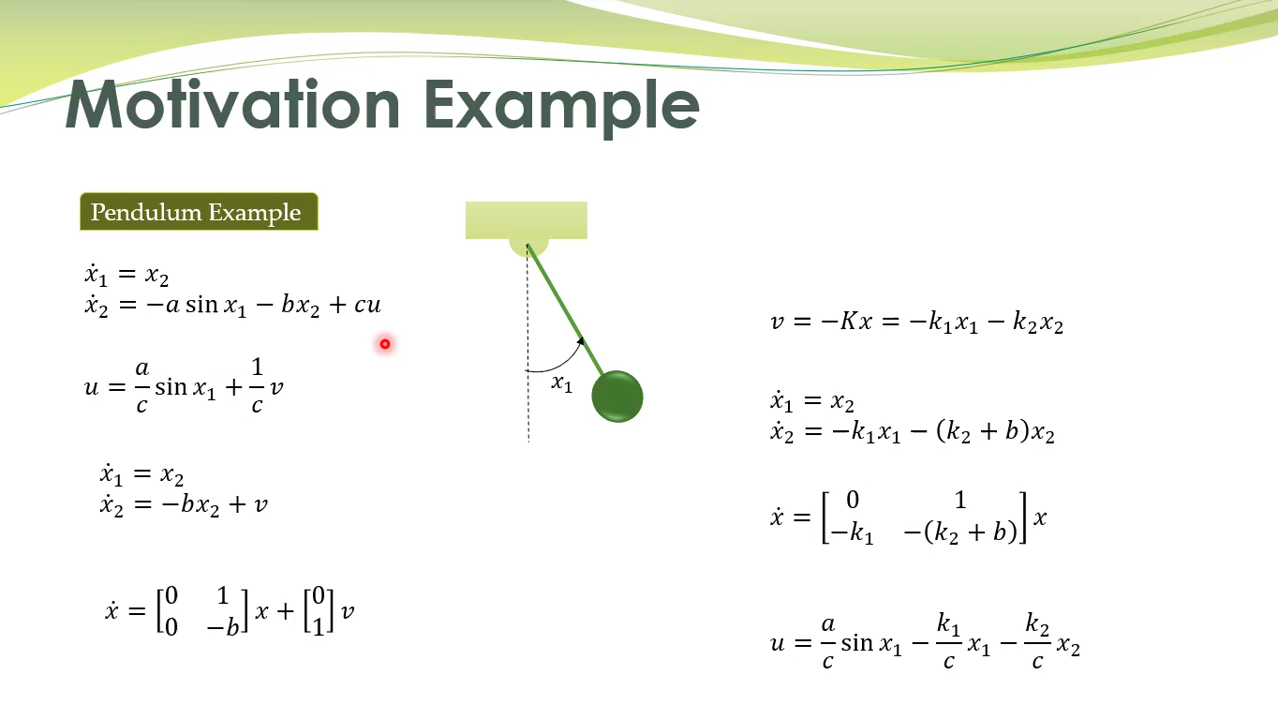 Motivation Example
Pendulum Example
ẋ₁ = x₂
ẋ₂ = −a sin x₁ − bx₂ + cu
u = a/c sin x₁ + 1/c v
ẋ₁ = x₂
ẋ₂ = −bx₂ + v
ẋ = [0 1; 0 −b] x + [0; 1] v
x₁
v = −Kx = −k₁x₁ − k₂x₂
ẋ₁ = x₂
ẋ₂ = −k₁x₁ − (k₂ + b)x₂
ẋ = [0 1; −k₁ −(k₂ + b)] x
u = a/c sin x₁ − k₁/c x₁ − k₂/c x₂